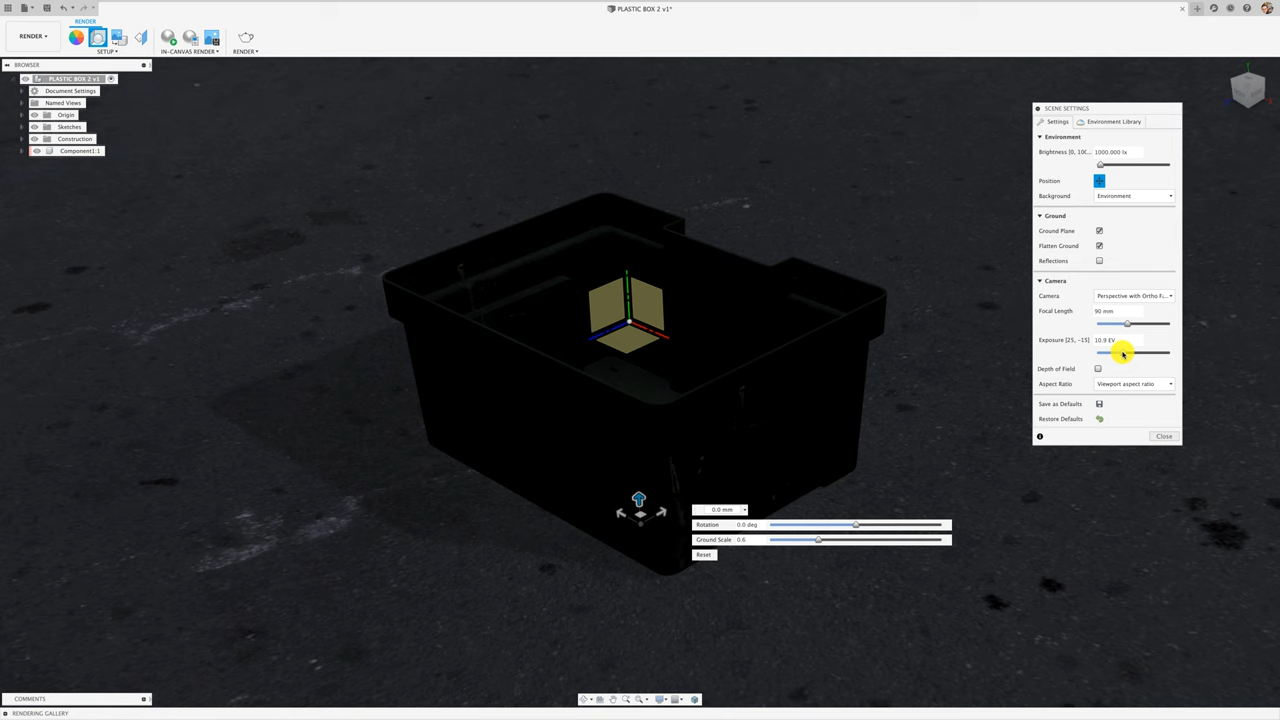 PLASTIC BOX 2 v1*
RENDER
RENDER
SETUP
IN-CANVAS RENDER
RENDER
BROWSER
PLASTIC BOX 2 v1
Document Settings
Named Views
Origin
Sketches
Construction
Component1:1
SCENE SETTINGS
Settings
Environment Library
Environment
Brightness [0, 10(... 1000.000 lx
Position
Background Environment
Ground
Ground Plane
Flatten Ground
Reflections
Camera
Camera Perspective with Ortho F...
Focal Length 90 mm
Exposure [25, -15] 10.9 EV
Depth of Field
Aspect Ratio Viewport aspect ratio
Save as Defaults
Restore Defaults
Close
0.0 mm
Rotation 0.0 deg
Ground Scale 0.6
Reset
COMMENTS
RENDERING GALLERY